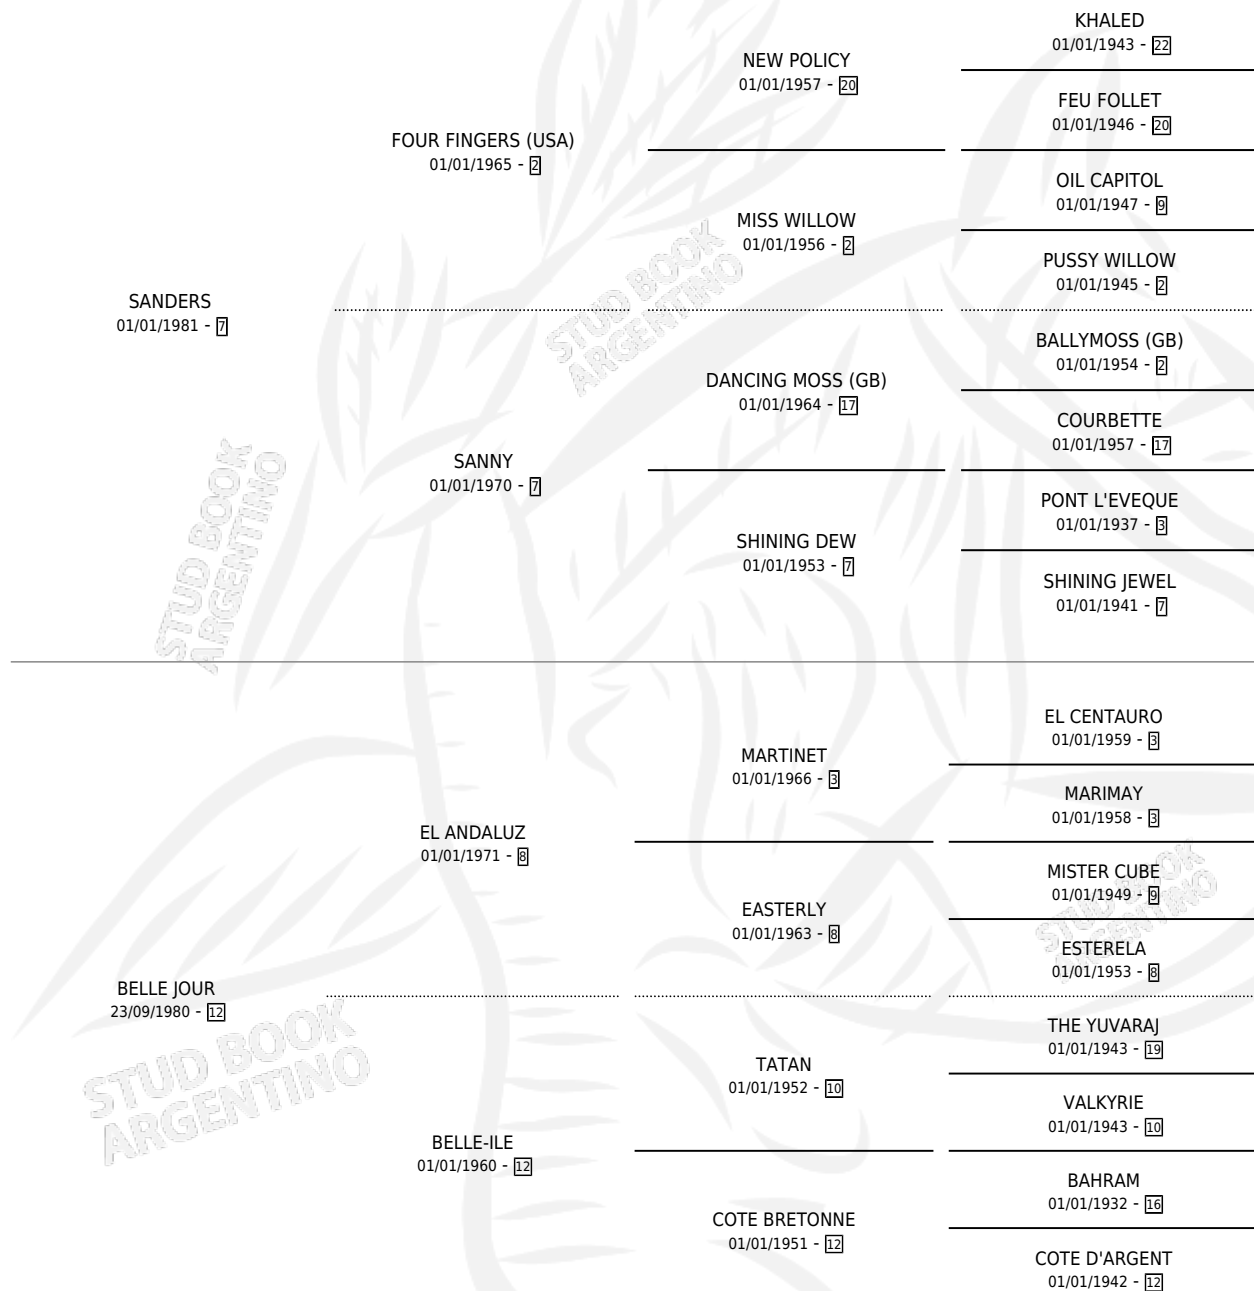 KHALED
01/01/1943 - 22
NEW POLICY
01/01/1957 - 20
FEU FOLLET
01/01/1946 - 20
FOUR FINGERS (USA)
01/01/1965 - 2
OIL CAPITOL
01/01/1947 - 9
MISS WILLOW
01/01/1956 - 2
PUSSY WILLOW
01/01/1945 - 2
SANDERS
01/01/1981 - 7
STUD BOOK
ARGENTINO
BALLYMOSS (GB)
01/01/1954 - 2
DANCING MOSS (GB)
01/01/1964 - 17
COURBETTE
01/01/1957 - 17
SANNY
01/01/1970 - 7
PONT L'EVEQUE
01/01/1937 - 3
SHINING DEW
01/01/1953 - 7
SHINING JEWEL
01/01/1941 - 7
STUD BOOK
ARGENTINO
EL CENTAURO
01/01/1959 - 3
MARTINET
01/01/1966 - 3
MARIMAY
01/01/1958 - 3
EL ANDALUZ
01/01/1971 - 8
MISTER CUBE
01/01/1949 - 9
EASTERLY
01/01/1963 - 8
ESTERELA
01/01/1953 - 8
STUD BOOK
ARGENTINO
BELLE JOUR
23/09/1980 - 12
THE YUVARAJ
01/01/1943 - 19
TATAN
01/01/1952 - 10
VALKYRIE
01/01/1943 - 10
STUD BOOK
ARGENTINO
BELLE-ILE
01/01/1960 - 12
BAHRAM
01/01/1932 - 16
COTE BRETONNE
01/01/1951 - 12
COTE D'ARGENT
01/01/1942 - 12